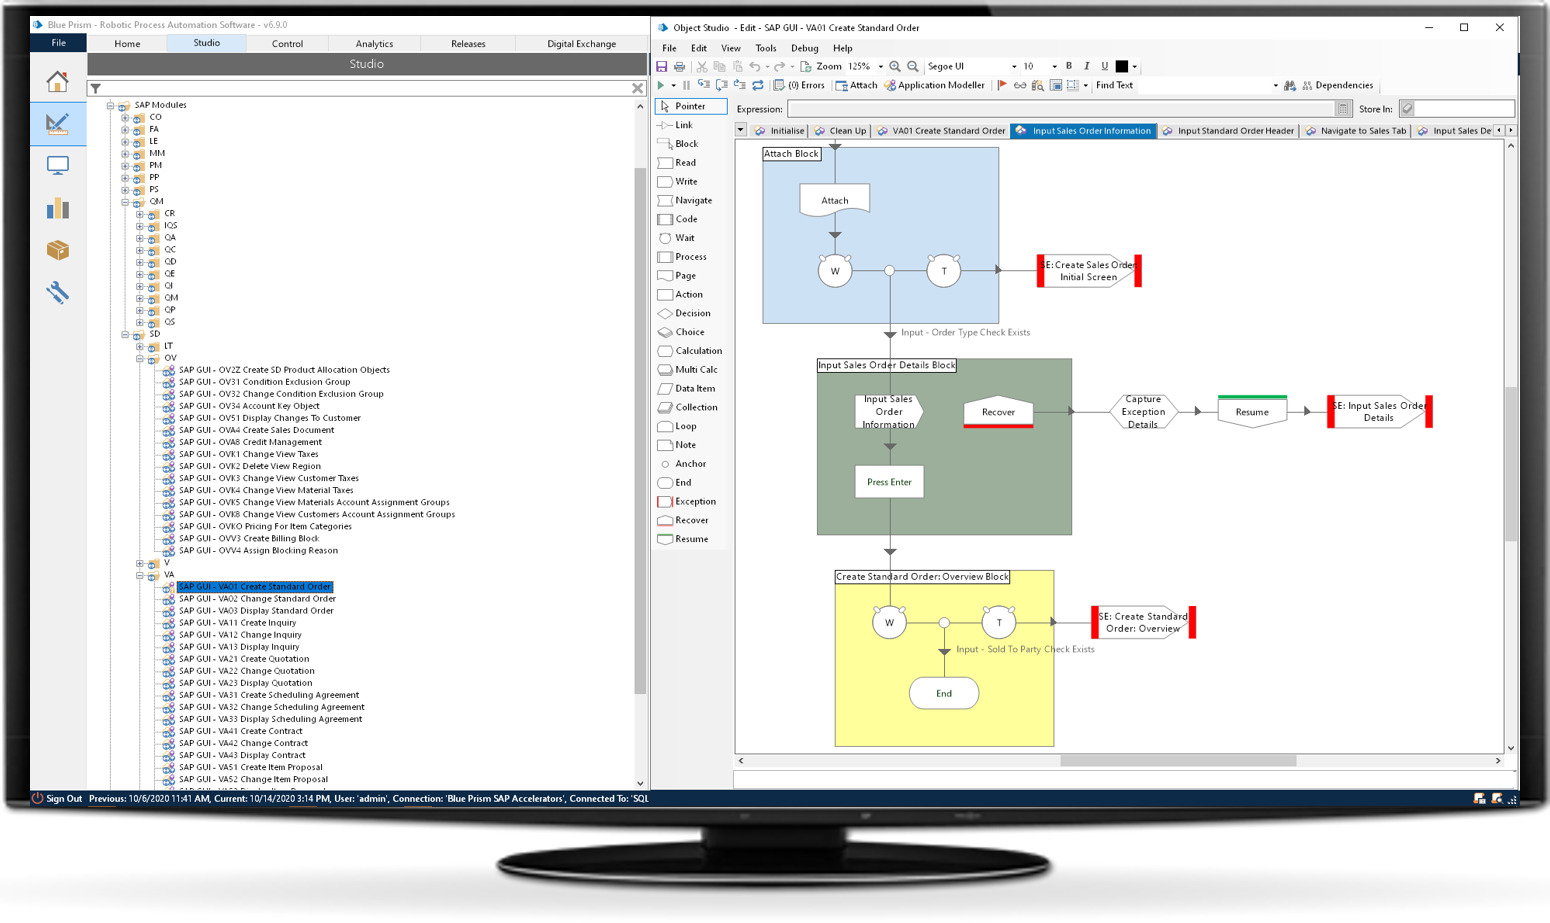 Blue Prism - Robotic Process Automation Software - v6.9.0
File
Home
Studio
Control
Analytics
Releases
Digital Exchange
Studio
SAP Modules
CO
FA
LE
MM
PM
PP
PS
QM
CR
IQS
QA
QC
QD
QE
QI
QM
QP
QS
SD
LT
OV
SAP GUI - OV2Z Create SD Product Allocation Objects
SAP GUI - OV31 Condition Exclusion Group
SAP GUI - OV32 Change Condition Exclusion Group
SAP GUI - OV34 Account Key Object
SAP GUI - OV51 Display Changes To Customer
SAP GUI - OVA4 Create Sales Document
SAP GUI - OVA8 Credit Management
SAP GUI - OVK1 Change View Taxes
SAP GUI - OVK2 Delete View Region
SAP GUI - OVK3 Change View Customer Taxes
SAP GUI - OVK4 Change View Material Taxes
SAP GUI - OVK5 Change View Materials Account Assignment Groups
SAP GUI - OVK8 Change View Customers Account Assignment Groups
SAP GUI - OVKO Pricing For Item Categories
SAP GUI - OVV3 Create Billing Block
SAP GUI - OVV4 Assign Blocking Reason
V
VA
SAP GUI - VA01 Create Standard Order
SAP GUI - VA02 Change Standard Order
SAP GUI - VA03 Display Standard Order
SAP GUI - VA11 Create Inquiry
SAP GUI - VA12 Change Inquiry
SAP GUI - VA13 Display Inquiry
SAP GUI - VA21 Create Quotation
SAP GUI - VA22 Change Quotation
SAP GUI - VA23 Display Quotation
SAP GUI - VA31 Create Scheduling Agreement
SAP GUI - VA32 Change Scheduling Agreement
SAP GUI - VA33 Display Scheduling Agreement
SAP GUI - VA41 Create Contract
SAP GUI - VA42 Change Contract
SAP GUI - VA43 Display Contract
SAP GUI - VA51 Create Item Proposal
SAP GUI - VA52 Change Item Proposal
Sign Out Previous: 10/6/2020 11:41 AM, Current: 10/14/2020 3:14 PM, User: 'admin', Connection: 'Blue Prism SAP Accelerators', Connected To: 'SQL
Object Studio - Edit - SAP GUI - VA01 Create Standard Order
File Edit View Tools Debug Help
Zoom 125% Segoe UI 10 B I U
(0) Errors Attach Application Modeller Find Text Dependencies
Expression:
Store In:
Pointer
Link
Block
Read
Write
Navigate
Code
Wait
Process
Page
Action
Decision
Choice
Calculation
Multi Calc
Data Item
Collection
Loop
Note
Anchor
End
Exception
Recover
Resume
Initialise
Clean Up
VA01 Create Standard Order
Input Sales Order Information
Input Standard Order Header
Navigate to Sales Tab
Input Sales De
Attach Block
Attach
W
T
SE: Create Sales Order:
Initial Screen
Input - Order Type Check Exists
Input Sales Order Details Block
Input Sales
Order
Information
Recover
Capture
Exception
Details
Resume
SE: Input Sales Order
Details
Press Enter
Create Standard Order: Overview Block
W
T
SE: Create Standard
Order: Overview
Input - Sold To Party Check Exists
End